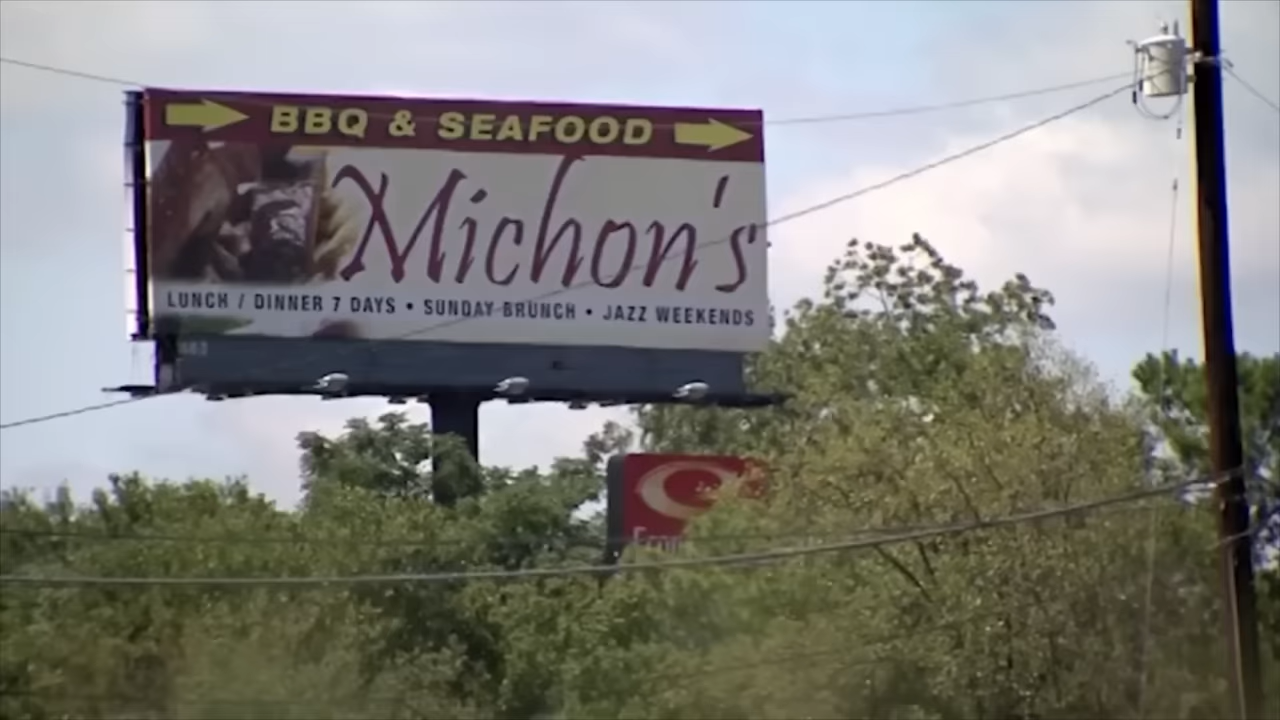 BBQ & SEAFOOD
Michon's
LUNCH / DINNER 7 DAYS • SUNDAY BRUNCH • JAZZ WEEKENDS